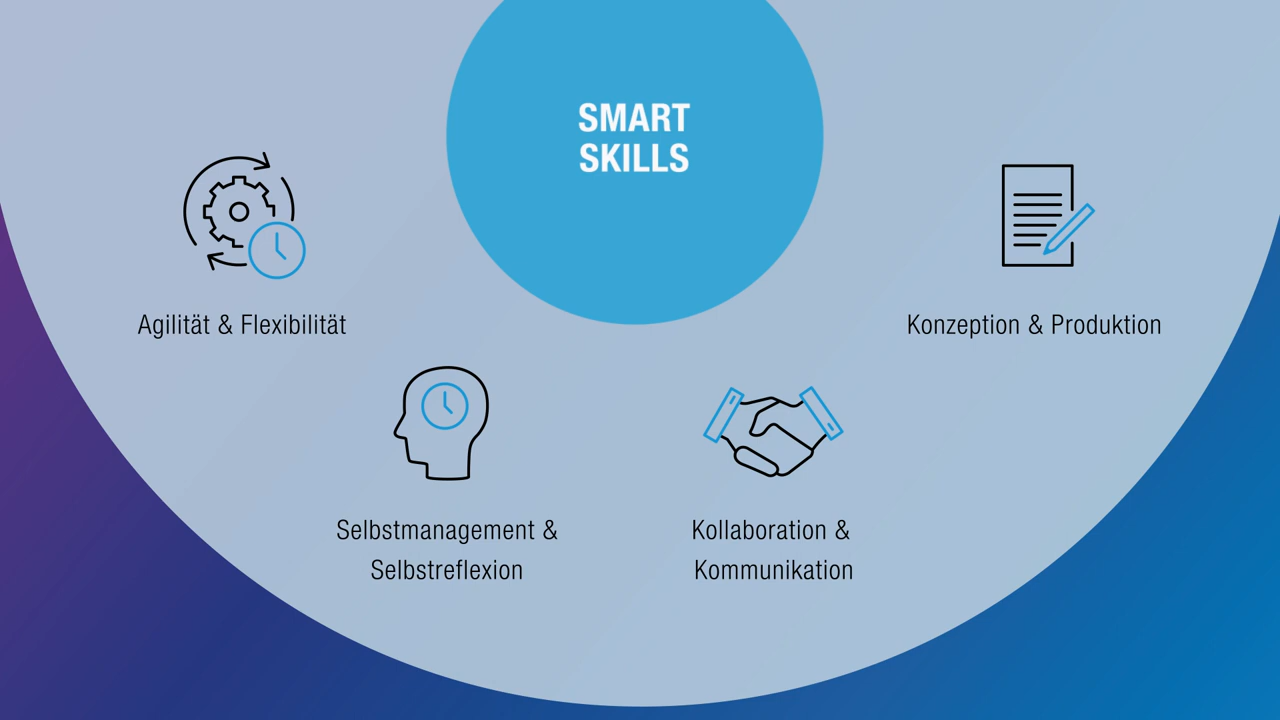 SMART
SKILLS
Agilität & Flexibilität
Konzeption & Produktion
Selbstmanagement &
Selbstreflexion
Kollaboration &
Kommunikation